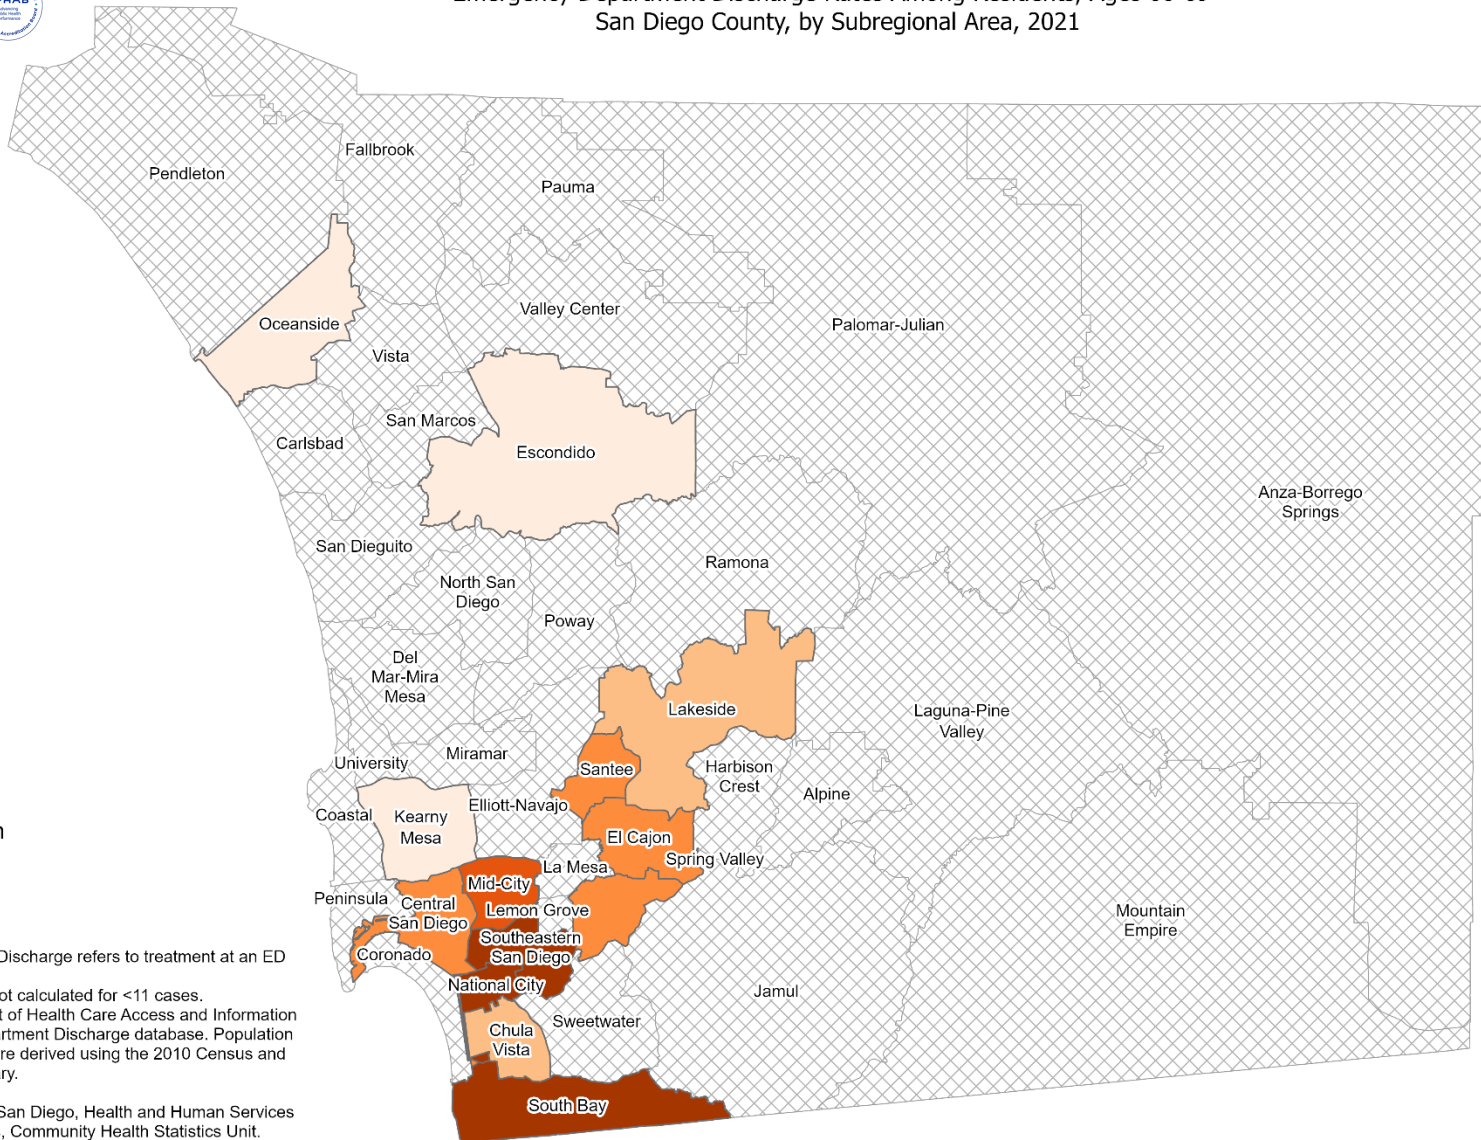 San Diego County, by Subregional Area, 2021
Fallbrook
Pendleton
Pauma
Valley Center
Oceanside
Palomar-Julian
Vista
San Marcos
Carlsbad
Escondido
Anza-Borrego
Springs
San Dieguito
Ramona
North San
Diego
Poway
Del
Mar-Mira
Mesa
Lakeside
Laguna-Pine
Valley
Miramar
University
Santee
Harbison
Crest
Alpine
Elliott-Navajo
Coastal
Kearny
Mesa
El Cajon
Spring Valley
La Mesa
Mid-City
Peninsula
Central
San Diego
Lemon Grove
Mountain
Empire
Southeastern
San Diego
Coronado
National City
Jamul
Sweetwater
Chula
Vista
South Bay
Discharge refers to treatment at an ED
ot calculated for <11 cases.
t of Health Care Access and Information
artment Discharge database. Population
re derived using the 2010 Census and
ry.
San Diego, Health and Human Services
, Community Health Statistics Unit.